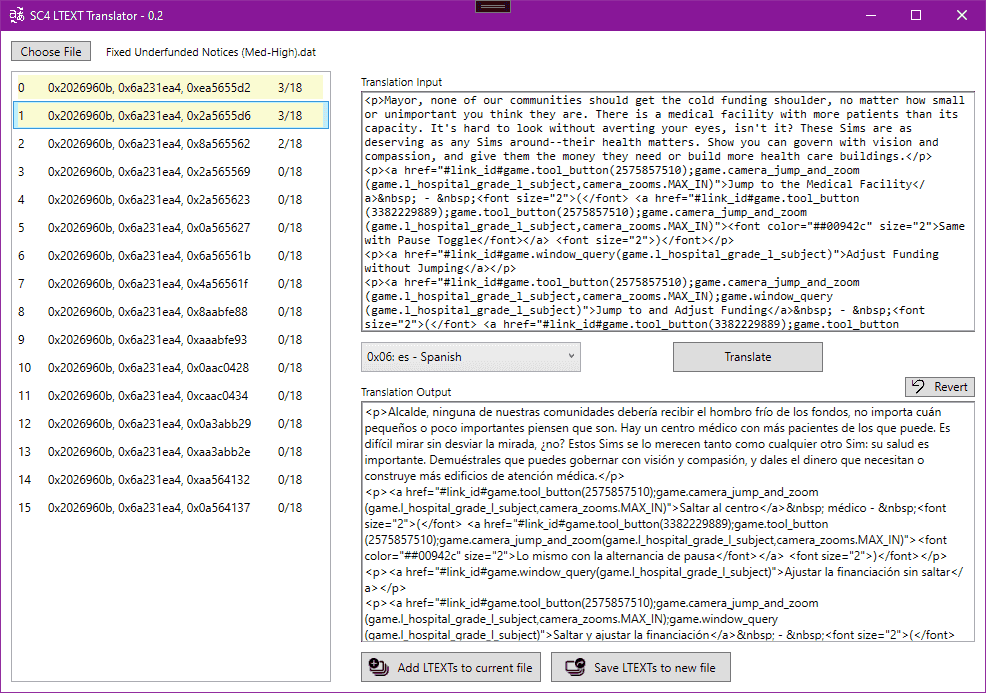 SC4 LTEXT Translator - 0.2
Choose File
Fixed Underfunded Notices (Med-High).dat
0 0x2026960b, 0x6a231ea4, 0xea5655d2 3/18
1 0x2026960b, 0x6a231ea4, 0x2a5655d6 3/18
2 0x2026960b, 0x6a231ea4, 0x8a565562 2/18
3 0x2026960b, 0x6a231ea4, 0x2a565569 0/18
4 0x2026960b, 0x6a231ea4, 0x2a565623 0/18
5 0x2026960b, 0x6a231ea4, 0x0a565627 0/18
6 0x2026960b, 0x6a231ea4, 0x6a56561b 0/18
7 0x2026960b, 0x6a231ea4, 0x4a56561f 0/18
8 0x2026960b, 0x6a231ea4, 0x8aabfe88 0/18
9 0x2026960b, 0x6a231ea4, 0xaaabfe93 0/18
10 0x2026960b, 0x6a231ea4, 0x0aac0428 0/18
11 0x2026960b, 0x6a231ea4, 0xcaac0434 0/18
12 0x2026960b, 0x6a231ea4, 0x0a3abb29 0/18
13 0x2026960b, 0x6a231ea4, 0xaa3abb2e 0/18
14 0x2026960b, 0x6a231ea4, 0xaa564132 0/18
15 0x2026960b, 0x6a231ea4, 0x0a564137 0/18
Translation Input
<p>Mayor, none of our communities should get the cold funding shoulder, no matter how small
or unimportant you think they are. There is a medical facility with more patients than its
capacity. It's hard to look without averting your eyes, isn't it? These Sims are as
deserving as any Sims around--their health matters. Show you can govern with vision and
compassion, and give them the money they need or build more health care buildings.</p>
<p><a href="#link_id#game.tool_button(2575857510);game.camera_jump_and_zoom
(game.l_hospital_grade_l_subject,camera_zooms.MAX_IN)">Jump to the Medical Facility</
a>&nbsp; - &nbsp;<font size="2">(</font> <a href="#link_id#game.tool_button
(3382229889);game.tool_button(2575857510);game.camera_jump_and_zoom
(game.l_hospital_grade_l_subject,camera_zooms.MAX_IN)"><font color="##00942c" size="2">Same
with Pause Toggle</font></a> <font size="2">)</font></p>
<p><a href="#link_id#game.window_query(game.l_hospital_grade_l_subject)">Adjust Funding
without Jumping</a></p>
<p><a href="#link_id#game.tool_button(2575857510);game.camera_jump_and_zoom
(game.l_hospital_grade_l_subject,camera_zooms.MAX_IN);game.window_query
(game.l_hospital_grade_l_subject)">Jump to and Adjust Funding</a>&nbsp; - &nbsp;<font
size="2">(</font> <a href="#link_id#game.tool_button(3382229889);game.tool_button
0x06: es - Spanish
Translate
Translation Output
Revert
<p>Alcalde, ninguna de nuestras comunidades debería recibir el hombro frío de los fondos, no importa cuán
pequeños o poco importantes piensen que son. Hay un centro médico con más pacientes de los que puede. Es
difícil mirar sin desviar la mirada, ¿no? Estos Sims se lo merecen tanto como cualquier otro Sim: su salud es
importante. Demuéstrales que puedes gobernar con visión y compasión, y dales el dinero que necesitan o
construye más edificios de atención médica.</p>
<p><a href="#link_id#game.tool_button(2575857510);game.camera_jump_and_zoom
(game.l_hospital_grade_l_subject,camera_zooms.MAX_IN)">Saltar al centro</a>&nbsp; médico - &nbsp;<font
size="2">(</font> <a href="#link_id#game.tool_button(3382229889);game.tool_button
(2575857510);game.camera_jump_and_zoom(game.l_hospital_grade_l_subject,camera_zooms.MAX_IN)"><font
color="##00942c" size="2">Lo mismo con la alternancia de pausa</font></a> <font size="2">)</font></p>
<p><a href="#link_id#game.window_query(game.l_hospital_grade_l_subject)">Ajustar la financiación sin saltar</
a></p>
<p><a href="#link_id#game.tool_button(2575857510);game.camera_jump_and_zoom
(game.l_hospital_grade_l_subject,camera_zooms.MAX_IN);game.window_query
(game.l_hospital_grade_l_subject)">Saltar y ajustar la financiación</a>&nbsp; - &nbsp;<font size="2">(</font>
Add LTEXTs to current file
Save LTEXTs to new file